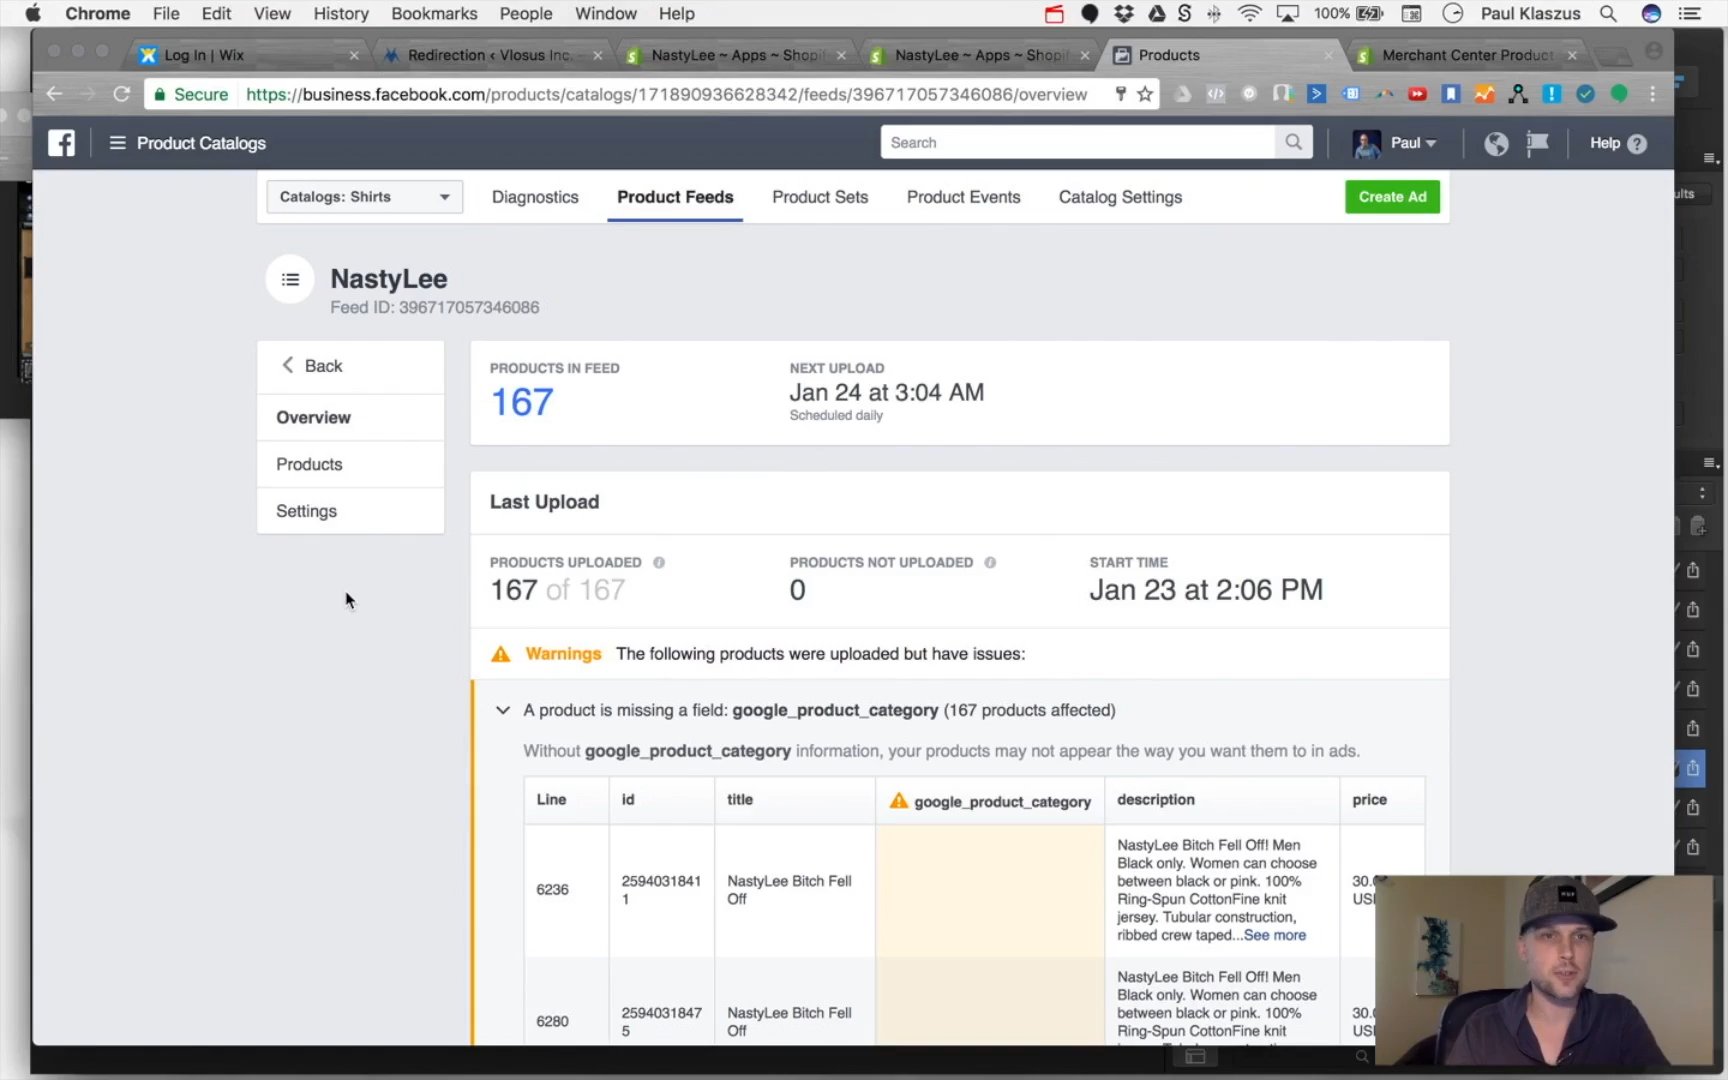 Chrome File Edit View History Bookmarks People Window Help 100% Paul Klaszus
Log In | Wix Redirection ‹ Vlosus Inc. NastyLee ~ Apps ~ Shopif NastyLee ~ Apps ~ Shopif Products Merchant Center Product
Secure https://business.facebook.com/products/catalogs/171890936628342/feeds/396717057346086/overview
Product Catalogs Search Paul Help
Catalogs: Shirts Diagnostics Product Feeds Product Sets Product Events Catalog Settings Create Ad
NastyLee
Feed ID: 396717057346086
Back
Overview
Products
Settings
PRODUCTS IN FEED
167
NEXT UPLOAD
Jan 24 at 3:04 AM
Scheduled daily
Last Upload
PRODUCTS UPLOADED
167 of 167
PRODUCTS NOT UPLOADED
0
START TIME
Jan 23 at 2:06 PM
Warnings The following products were uploaded but have issues:
A product is missing a field: google_product_category (167 products affected)
Without google_product_category information, your products may not appear the way you want them to in ads.
Line id title google_product_category description price
6236
2594031841
1
NastyLee Bitch Fell
Off
NastyLee Bitch Fell Off! Men
Black only. Women can choose
between black or pink. 100%
Ring-Spun CottonFine knit
jersey. Tubular construction,
ribbed crew taped...See more
6280
2594031847
5
NastyLee Bitch Fell
Off
NastyLee Bitch Fell Off! Men
Black only. Women can choose
between black or pink. 100%
Ring-Spun CottonFine knit